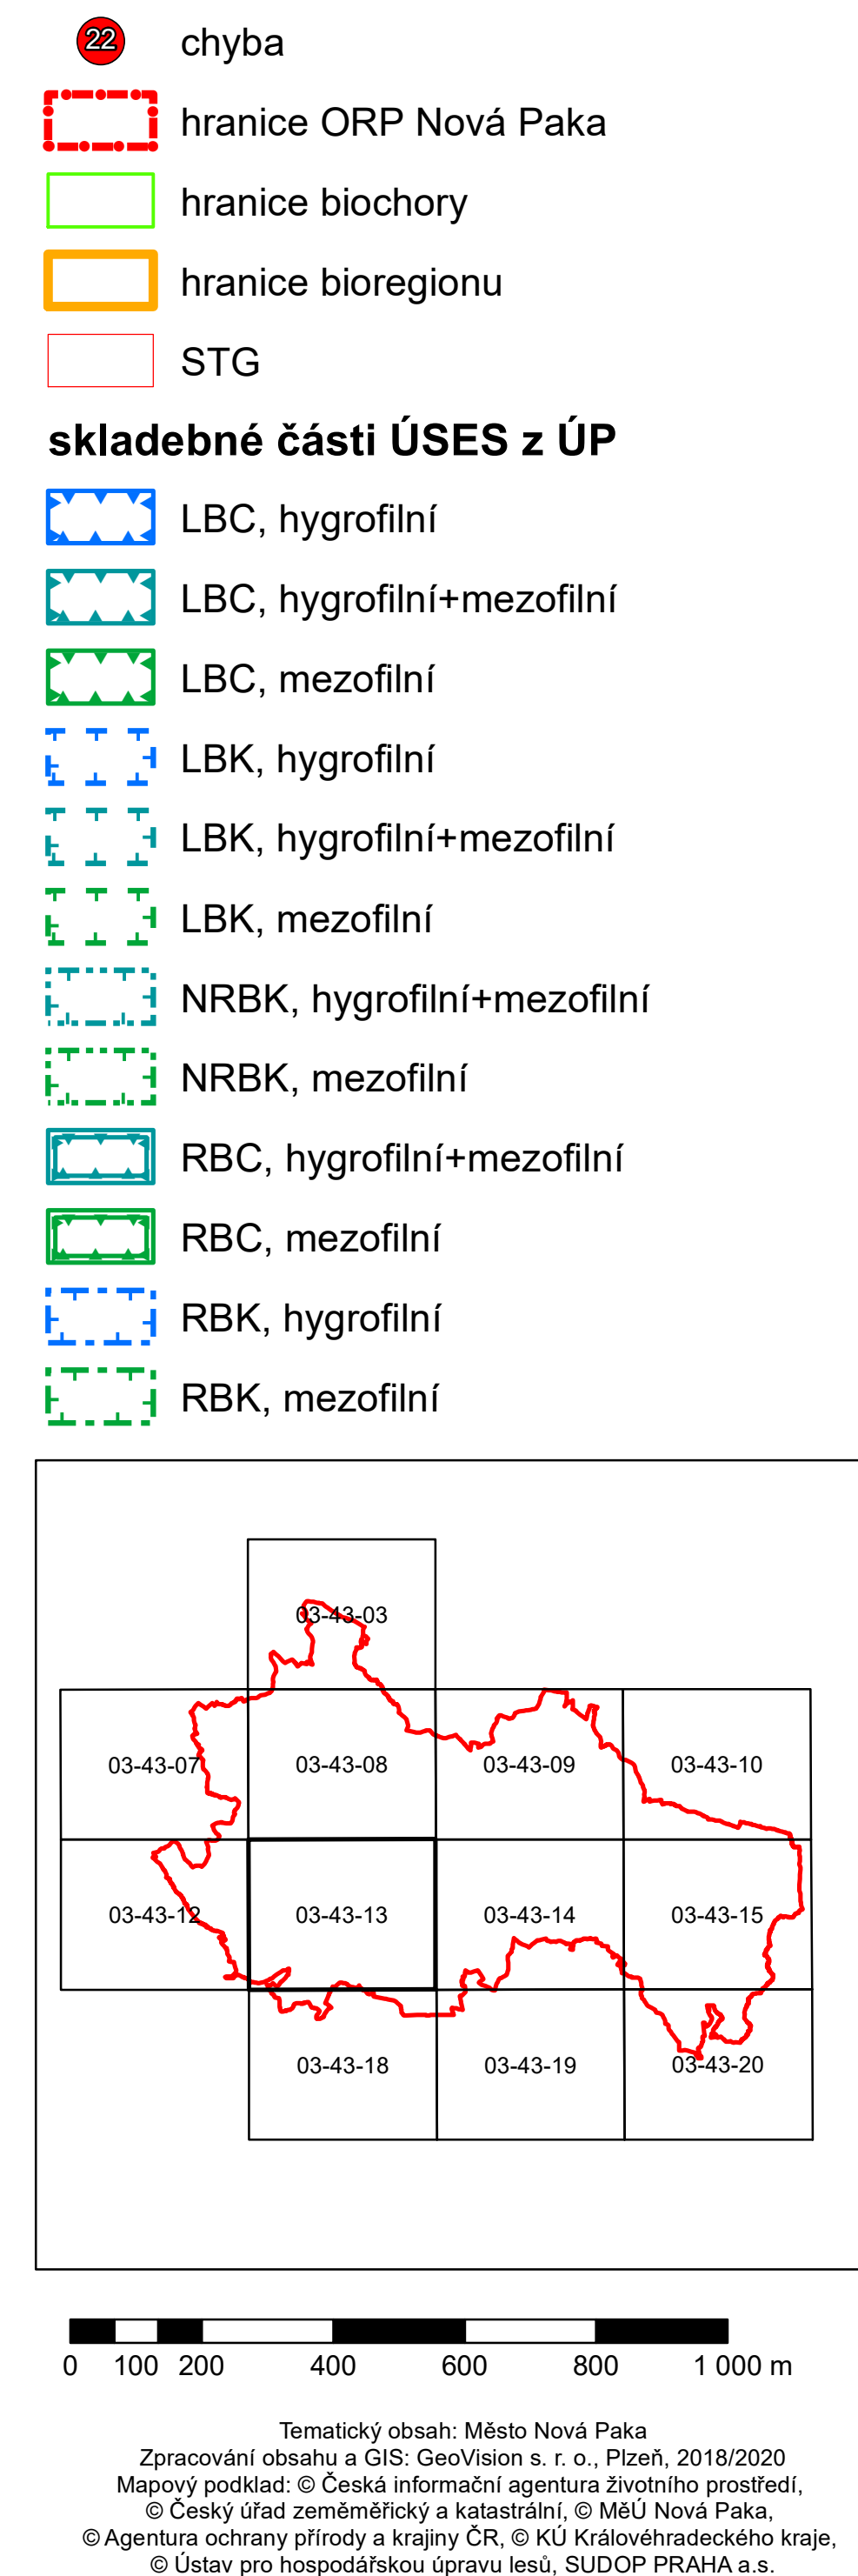 22 chyba
hranice ORP Nová Paka
hranice biochory
hranice bioregionu
STG
skladebné části ÚSES z ÚP
LBC, hygrofilní
LBC, hygrofilní+mezofilní
LBC, mezofilní
LBK, hygrofilní
LBK, hygrofilní+mezofilní
LBK, mezofilní
NRBK, hygrofilní+mezofilní
NRBK, mezofilní
RBC, hygrofilní+mezofilní
RBC, mezofilní
RBK, hygrofilní
RBK, mezofilní
03-43-03
03-43-07 03-43-08 03-43-09 03-43-10
03-43-12 03-43-13 03-43-14 03-43-15
03-43-18 03-43-19 03-43-20
0 100 200 400 600 800 1 000 m
Tematický obsah: Město Nová Paka
Zpracování obsahu a GIS: GeoVision s. r. o., Plzeň, 2018/2020
Mapový podklad: © Česká informační agentura životního prostředí,
© Český úřad zeměměřický a katastrální, © MěÚ Nová Paka,
© Agentura ochrany přírody a krajiny ČR, © KÚ Královéhradeckého kraje,
© Ústav pro hospodářskou úpravu lesů, SUDOP PRAHA a.s.